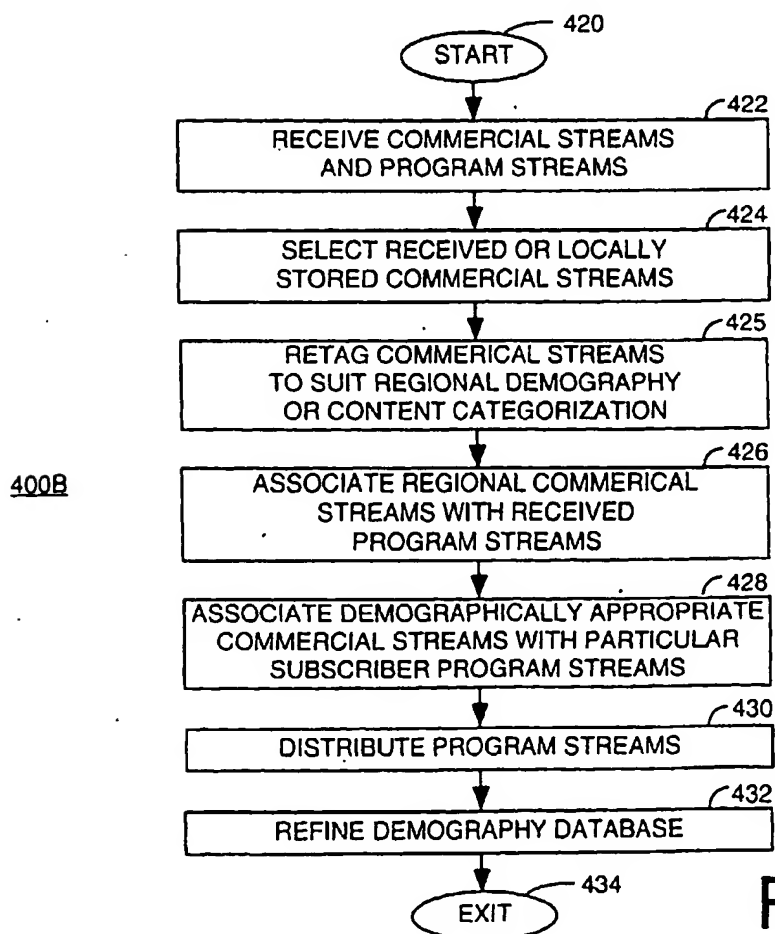 420
START
422
RECEIVE COMMERCIAL STREAMS
AND PROGRAM STREAMS
424
SELECT RECEIVED OR LOCALLY
STORED COMMERCIAL STREAMS
425
RETAG COMMERICAL STREAMS
TO SUIT REGIONAL DEMOGRAPHY
OR CONTENT CATEGORIZATION
426
400B
ASSOCIATE REGIONAL COMMERICAL
STREAMS WITH RECEIVED
PROGRAM STREAMS
428
ASSOCIATE DEMOGRAPHICALLY APPROPRIATE
COMMERCIAL STREAMS WITH PARTICULAR
SUBSCRIBER PROGRAM STREAMS
430
DISTRIBUTE PROGRAM STREAMS
432
REFINE DEMOGRAPHY DATABASE
434
EXIT